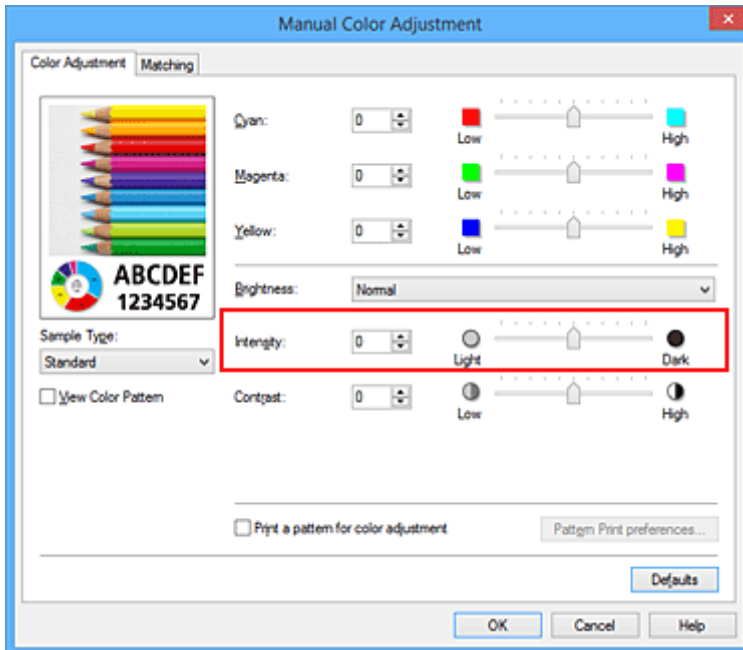 Manual Color Adjustment
Color Adjustment
Matching
Cyan:
0
Low
High
Magenta:
0
Low
High
Yellow:
0
Low
High
ABCDEF
1234567
Brightness:
Normal
Sample Type:
Standard
Intensity:
0
Light
Dark
View Color Pattern
Contrast:
0
Low
High
Print a pattern for color adjustment
Pattern Print preferences...
Defaults
OK
Cancel
Help